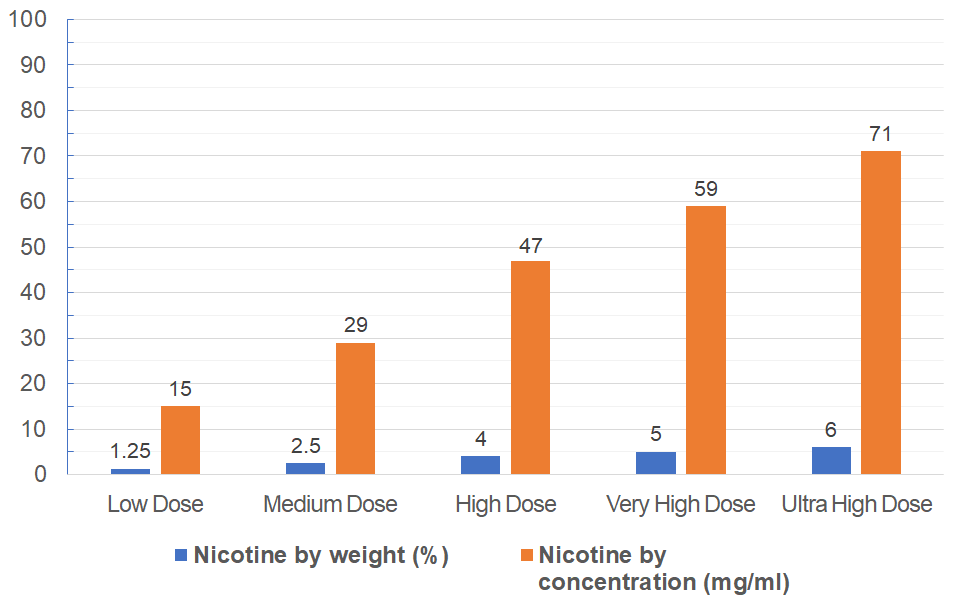 100
90
80
70
60
50
40
30
20
10
0
1.25
15
2.5
29
4
47
5
59
6
71
Low Dose
Medium Dose
High Dose
Very High Dose
Ultra High Dose
Nicotine by weight (%)
Nicotine by
concentration (mg/ml)